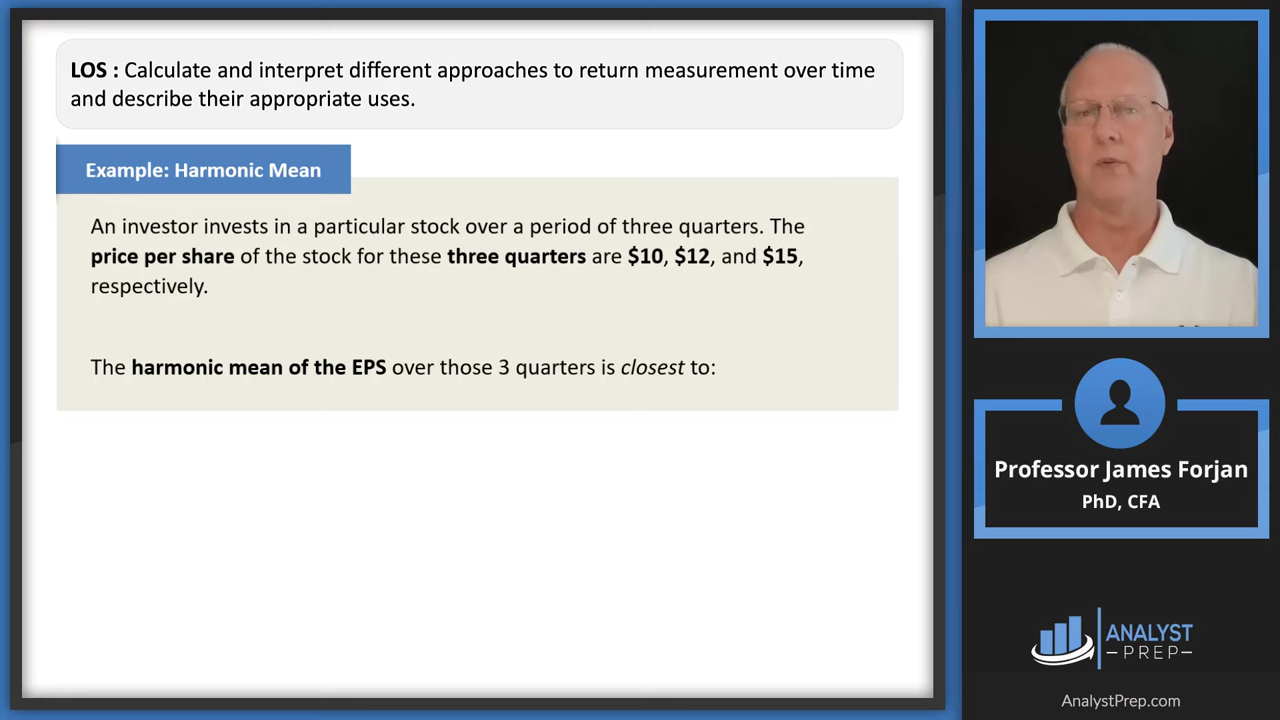 LOS : Calculate and interpret different approaches to return measurement over time
and describe their appropriate uses.
Example: Harmonic Mean
An investor invests in a particular stock over a period of three quarters. The
price per share of the stock for these three quarters are $10, $12, and $15,
respectively.
The harmonic mean of the EPS over those 3 quarters is closest to:
Professor James Forjan
PhD, CFA
ANALYST
–PREP–
AnalystPrep.com